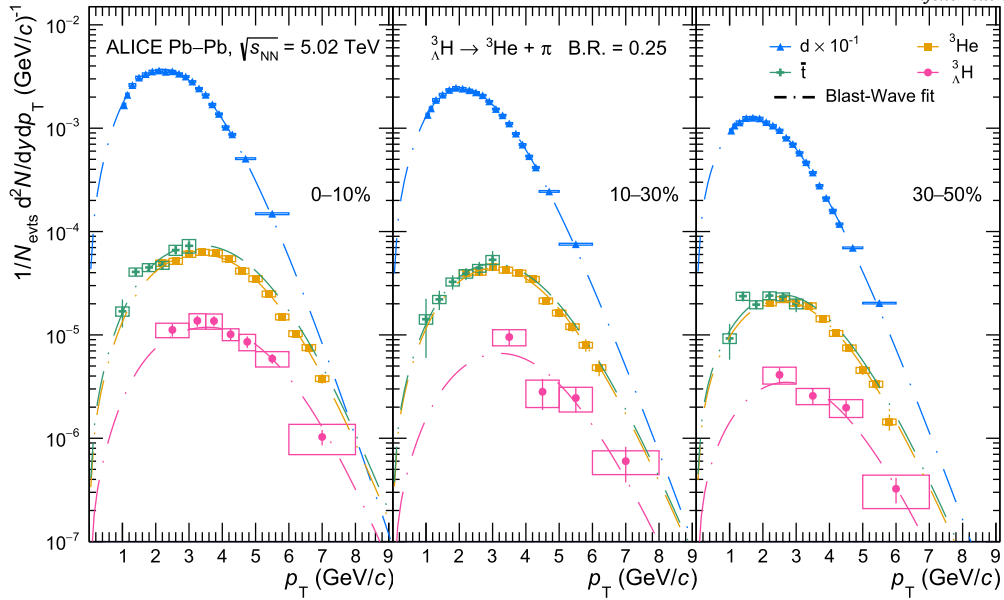 1/N_evts d²N/dydp_T (GeV/c)⁻¹
10⁻²
10⁻³
10⁻⁴
10⁻⁵
10⁻⁶
10⁻⁷
ALICE Pb–Pb, √s_NN = 5.02 TeV
³_ΛH → ³He + π B.R. = 0.25
d × 10⁻¹
³He
t̄
³_ΛH
Blast-Wave fit
0–10%
10–30%
30–50%
1 2 3 4 5 6 7 8 9
1 2 3 4 5 6 7 8 9
1 2 3 4 5 6 7 8 9
p_T (GeV/c)
p_T (GeV/c)
p_T (GeV/c)